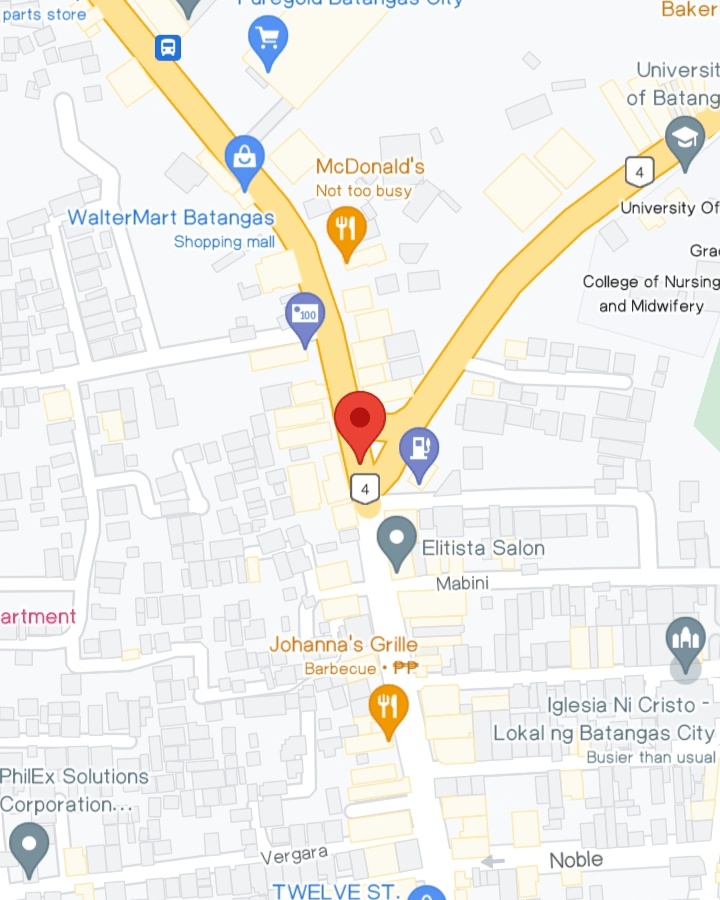 Puregold Batangas City
parts store
Baker
Universit
of Batang
McDonald's
Not too busy
4
WalterMart Batangas
Shopping mall
University Of
Grac
College of Nursing
and Midwifery
100
4
Elitista Salon
Mabini
artment
Johanna's Grille
Barbecue • ₱₱
Iglesia Ni Cristo -
Lokal ng Batangas City
Busier than usual
PhilEx Solutions
Corporation...
Vergara
Noble
TWELVE ST.